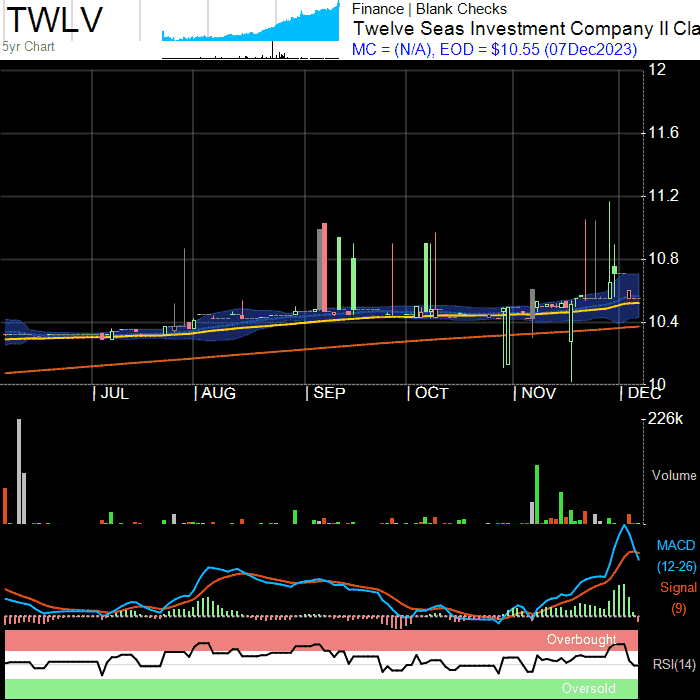 TWLV
5yr Chart
Finance | Blank Checks
Twelve Seas Investment Company II Cla
MC = (N/A), EOD = $10.55 (07Dec2023)
12
11.6
11.2
10.8
10.4
10
JUL
AUG
SEP
OCT
NOV
DEC
226k
Volume
MACD
(12-26)
Signal
(9)
Overbought
RSI(14)
Oversold